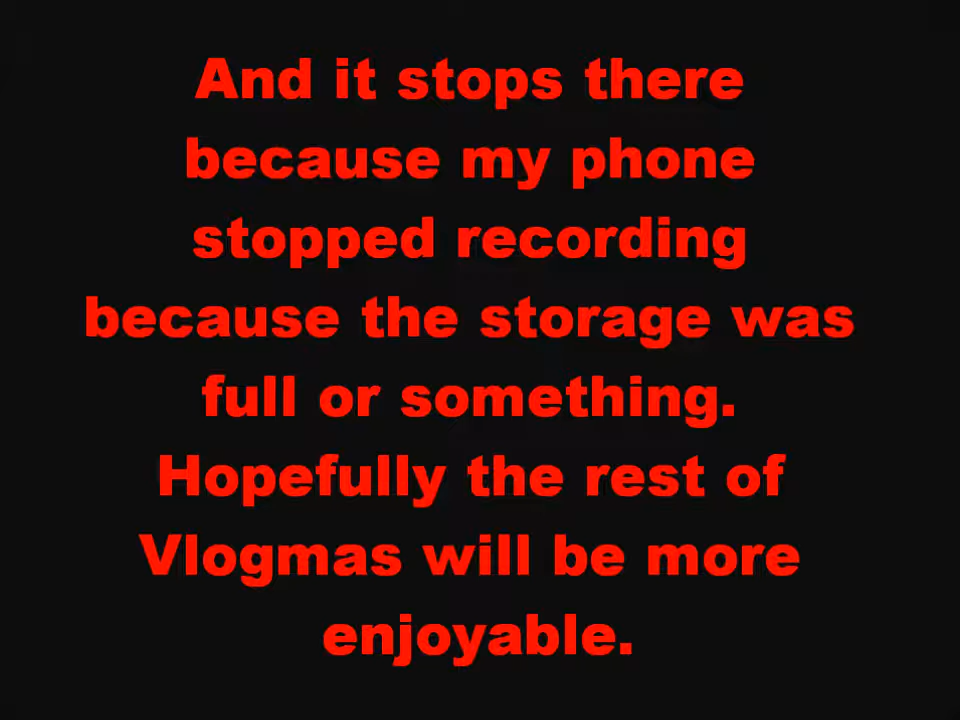 And it stops there
because my phone
stopped recording
because the storage was
full or something.
Hopefully the rest of
Vlogmas will be more
enjoyable.